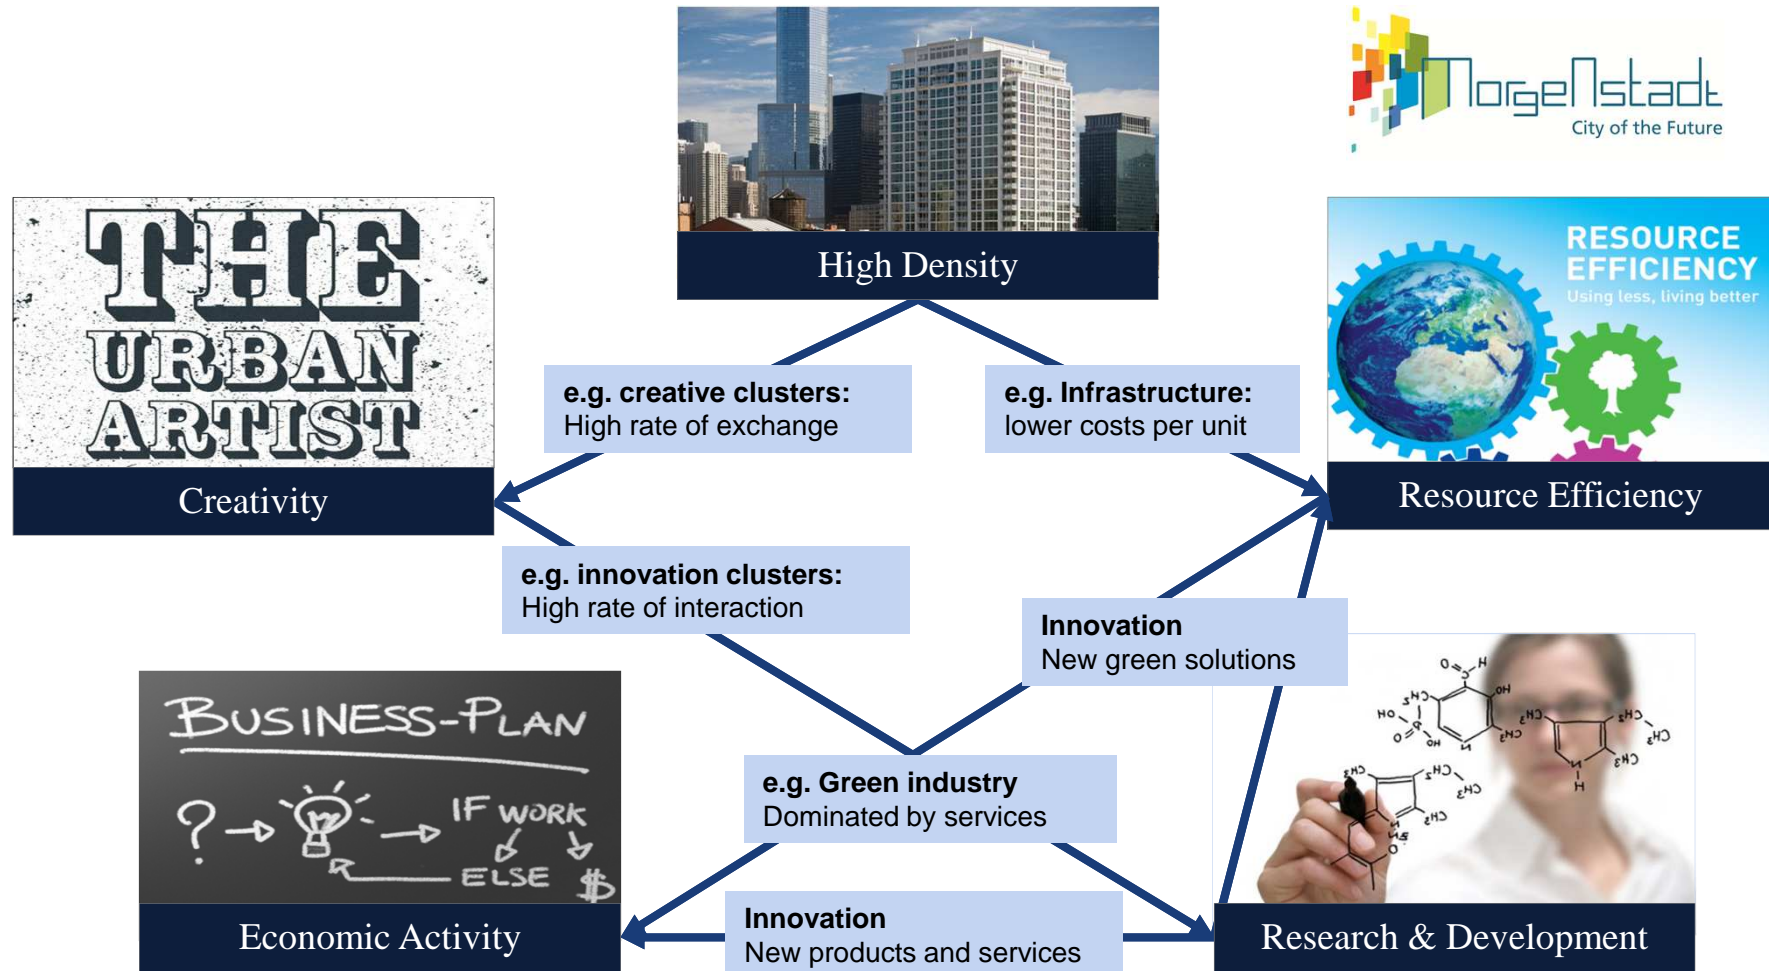 MorgeNstadt
City of the Future
High Density
THE
URBAN
ARTIST
Creativity
RESOURCE
EFFICIENCY
Using less, living better
Resource Efficiency
e.g. creative clusters:
High rate of exchange
e.g. Infrastructure:
lower costs per unit
e.g. innovation clusters:
High rate of interaction
Innovation
New green solutions
BUSINESS-PLAN
? → → IF WORK
ELSE $
Economic Activity
e.g. Green industry
Dominated by services
Innovation
New products and services
Research & Development